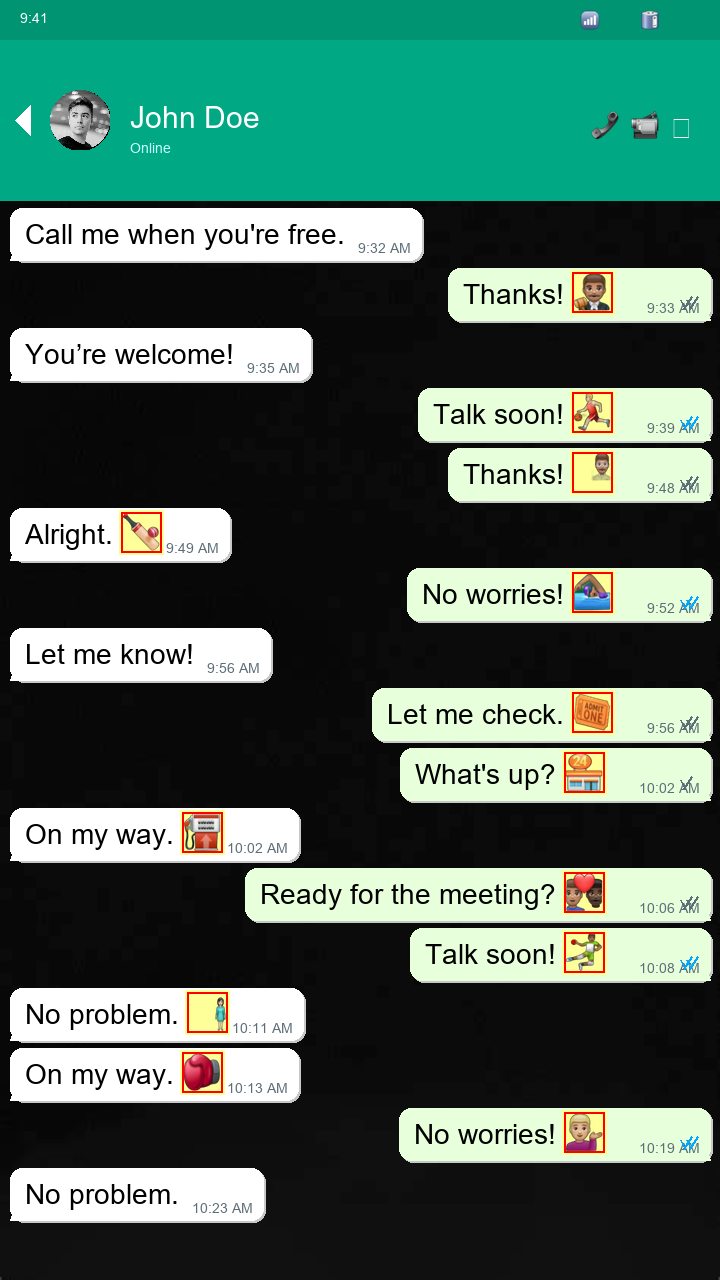 9:41
John Doe
Online
Call me when you're free. 9:32 AM
Thanks! 9:33 AM
You’re welcome! 9:35 AM
Talk soon! 9:39 AM
Thanks! 9:48 AM
Alright. 9:49 AM
No worries! 9:52 AM
Let me know! 9:56 AM
Let me check. ADMIT ONE 9:56 AM
What's up? 24 10:02 AM
On my way. 10:02 AM
Ready for the meeting? 10:06 AM
Talk soon! 10:08 AM
No problem. 10:11 AM
On my way. 10:13 AM
No worries! 10:19 AM
No problem. 10:23 AM